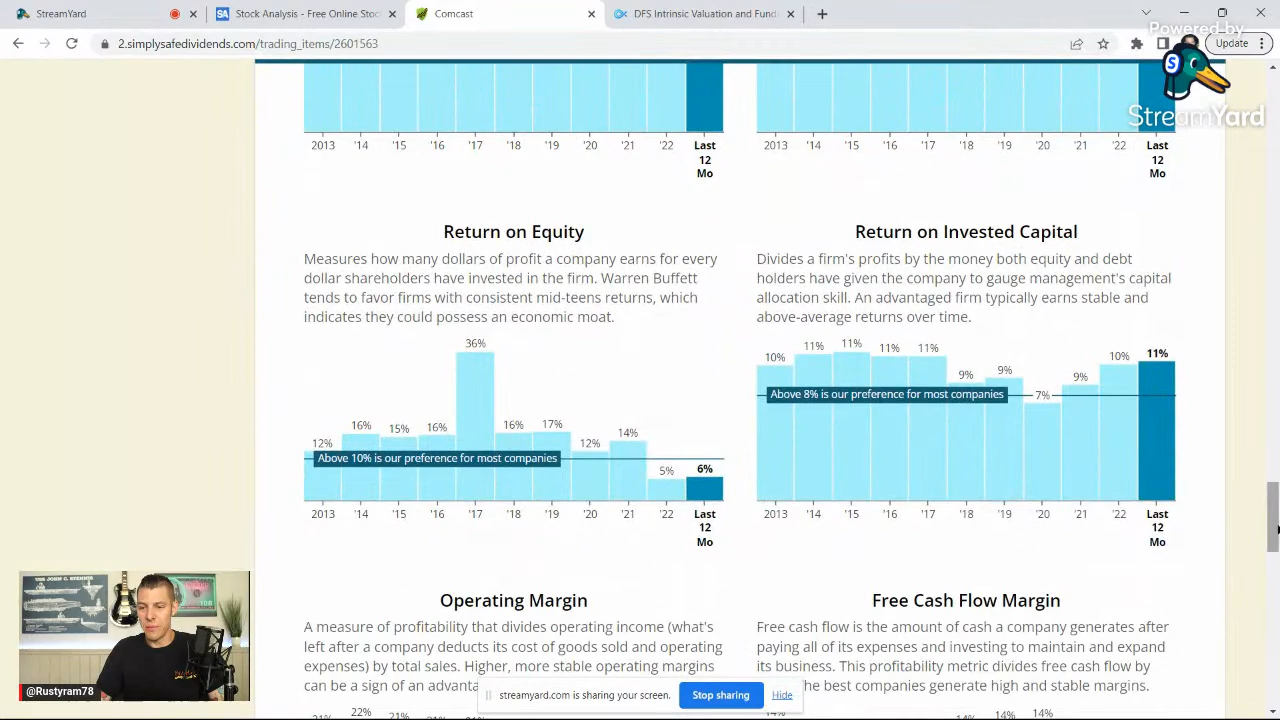 StreamYard
Stock Analysis - Free Online Stoc
Comcast
DFS Intrinsic Valuation and Fund
2.simplysafedividends.com/trading_items/2601563
Update
Powered by
StreamYard
2013 '14 '15 '16 '17 '18 '19 '20 '21 '22 Last
12
Mo
2013 '14 '15 '16 '17 '18 '19 '20 '21 '22 Last
12
Mo
Return on Equity
Measures how many dollars of profit a company earns for every
dollar shareholders have invested in the firm. Warren Buffett
tends to favor firms with consistent mid-teens returns, which
indicates they could possess an economic moat.
12% 16% 15% 16% 36% 16% 17% 12% 14% 5% 6%
Above 10% is our preference for most companies
2013 '14 '15 '16 '17 '18 '19 '20 '21 '22 Last
12
Mo
Return on Invested Capital
Divides a firm's profits by the money both equity and debt
holders have given the company to gauge management's capital
allocation skill. An advantaged firm typically earns stable and
above-average returns over time.
10% 11% 11% 11% 11% 9% 9% 7% 9% 10% 11%
Above 8% is our preference for most companies
2013 '14 '15 '16 '17 '18 '19 '20 '21 '22 Last
12
Mo
Operating Margin
A measure of profitability that divides operating income (what's
left after a company deducts its cost of goods sold and operating
expenses) by total sales. Higher, more stable operating margins
can be a sign of an advanta
22%
Free Cash Flow Margin
Free cash flow is the amount of cash a company generates after
paying all of its expenses and investing to maintain and expand
its business. This profitability metric divides free cash flow by
he best companies generate high and stable margins.
streamyard.com is sharing your screen.
Stop sharing
Hide
@Rustyram78